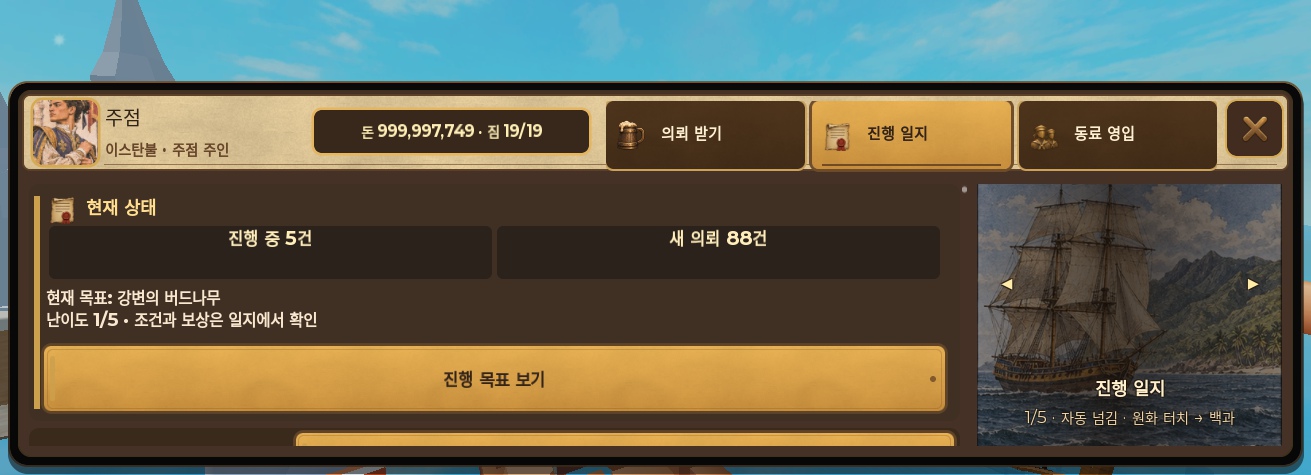 주점
이스탄불 • 주점 주인
돈 999,997,749 · 짐 19/19
의뢰 받기
진행 일지
동료 영입
현재 상태
진행 중 5건
새 의뢰 88건
현재 목표: 강변의 버드나무
난이도 1/5 • 조건과 보상은 일지에서 확인
진행 목표 보기
진행 일지
1/5 · 자동 넘김 · 원화 터치 → 백과